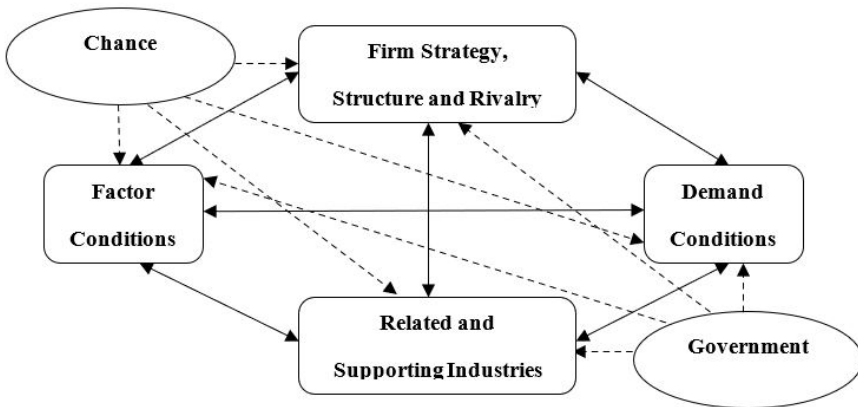 Chance
Firm Strategy,
Structure and Rivalry
Factor
Conditions
Demand
Conditions
Related and
Supporting Industries
Government